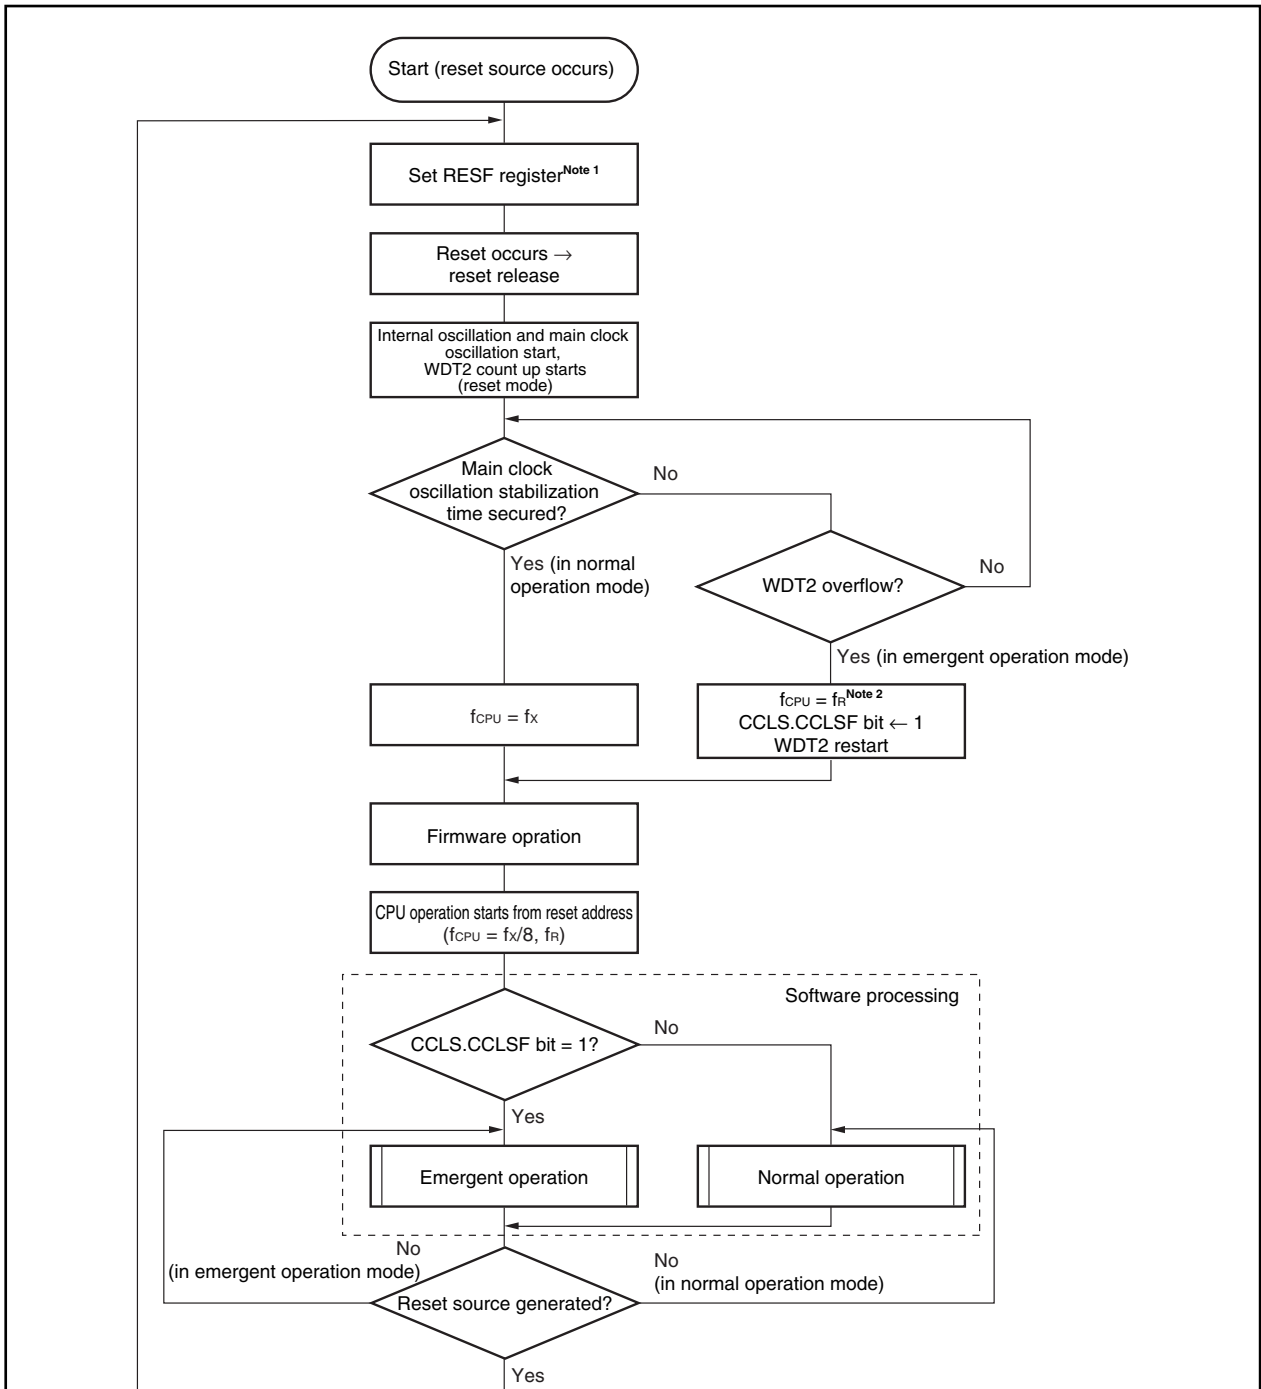 Start (reset source occurs)
Set RESF registerNote 1
Reset occurs →
reset release
Internal oscillation and main clock
oscillation start,
WDT2 count up starts
(reset mode)
Main clock
oscillation stabilization
time secured?
No
Yes (in normal
operation mode)
WDT2 overflow?
No
Yes (in emergent operation mode)
fCPU = fX
fCPU = fRNote 2
CCLS.CCLSF bit ← 1
WDT2 restart
Firmware opration
CPU operation starts from reset address
(fCPU = fX/8, fR)
Software processing
CCLS.CCLSF bit = 1?
No
Yes
Emergent operation
Normal operation
No
(in emergent operation mode)
No
(in normal operation mode)
Reset source generated?
Yes